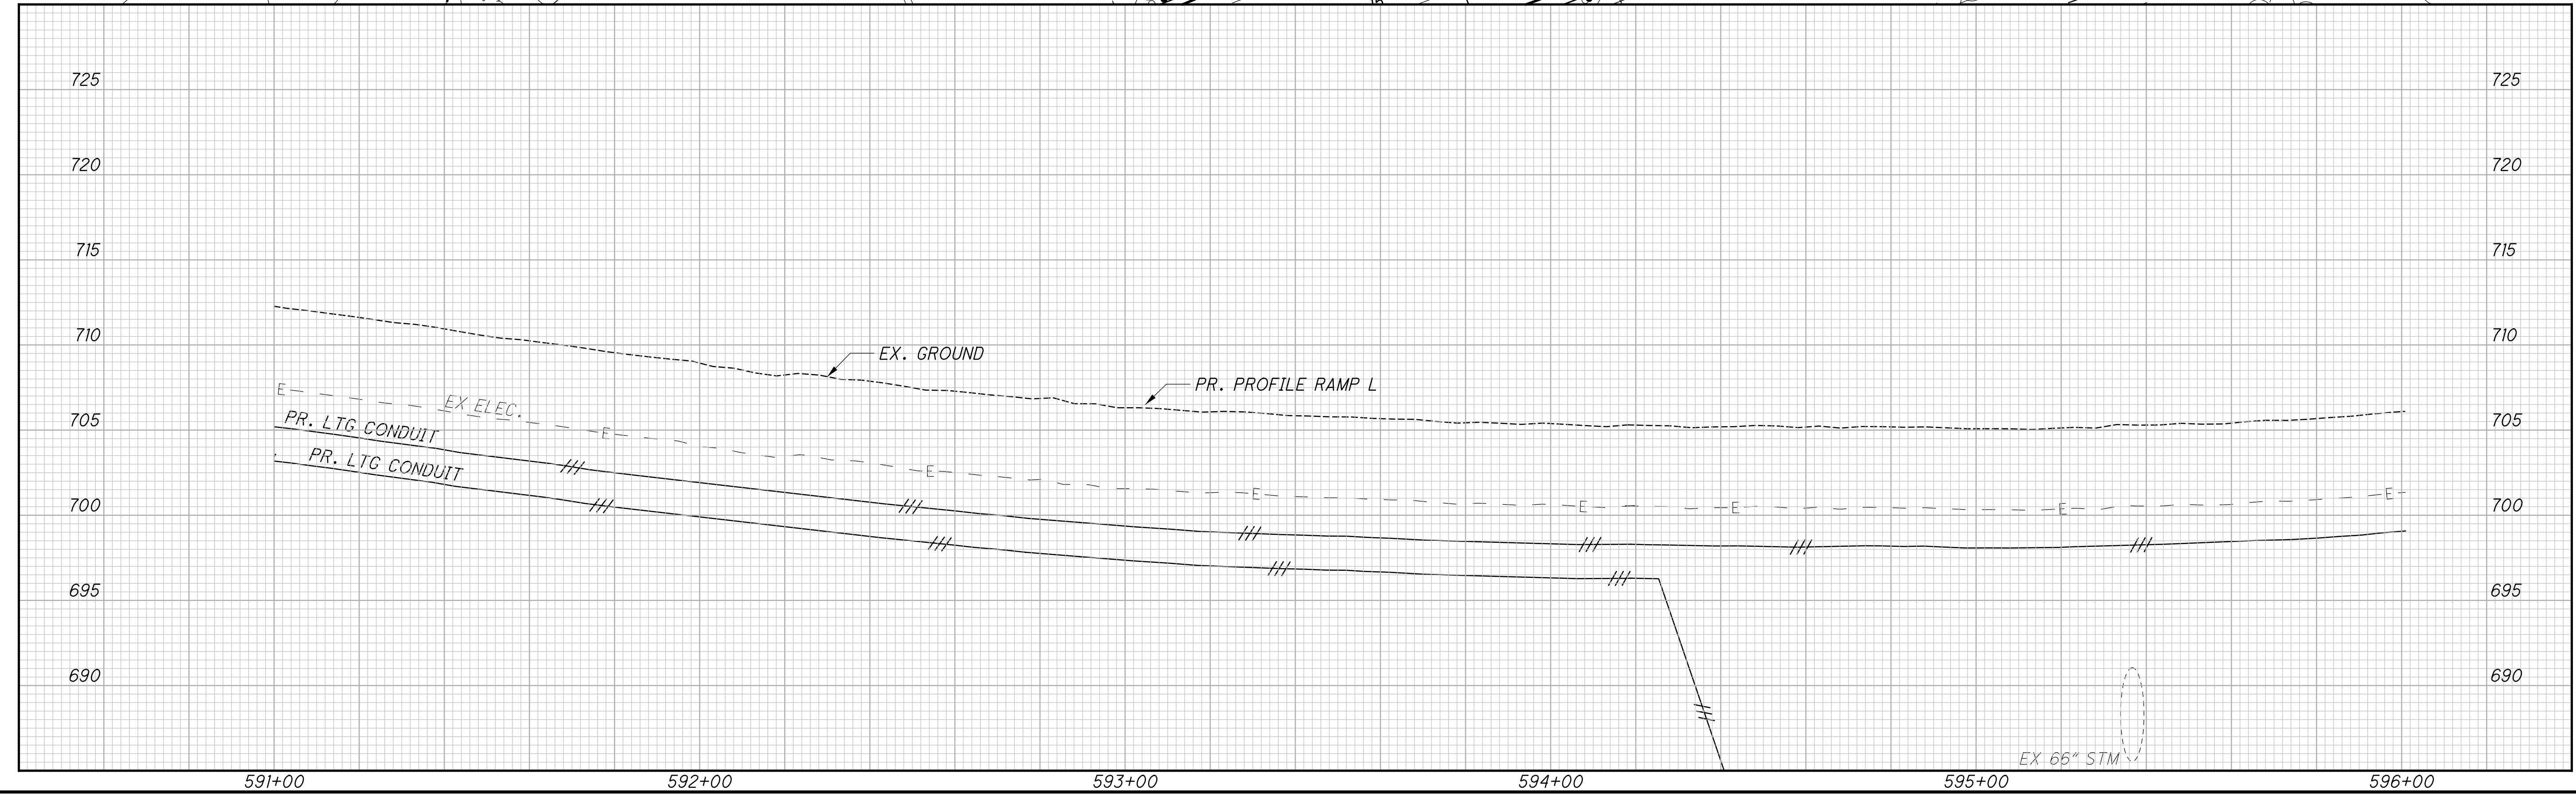 725 725
720 720
715 715
710 710
EX. GROUND
PR. PROFILE RAMP L
E
EX ELEC.
705 705
PR. LTG CONDUIT
E
PR. LTG CONDUIT
E
E
E
E
E
E
700 700
695 695
690 690
EX 66" STM
591+00 592+00 593+00 594+00 595+00 596+00